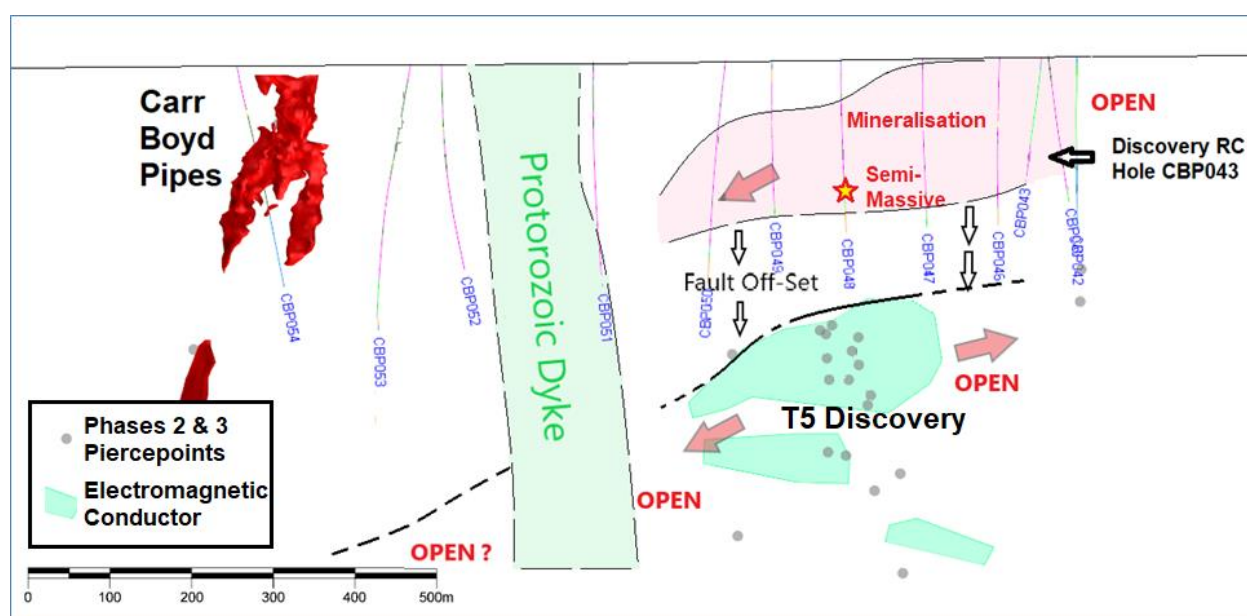 Carr
Boyd
Pipes
Protorozoic Dyke
Mineralisation
Semi-
Massive
OPEN
Discovery RC
Hole CBP043
CBP054
CBP053
CBP052
CBP051
CBP050
CBP049
CBP048
CBP047
CBP046
CBP043
CBP042
Fault Off-Set
OPEN
T5 Discovery
OPEN
OPEN ?
Phases 2 & 3
Piercepoints
Electromagnetic
Conductor
0 100 200 300 400 500m